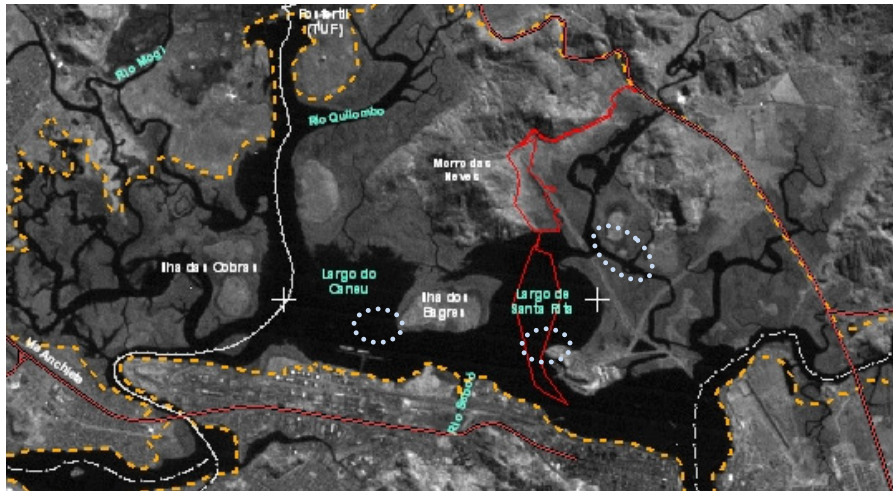 (TUF)
Rio Mogi
Rio Quilombo
Morro das
Neves
Ilha das Cobras
Largo do
Caneu
Ilha dos
Bagres
Largo de
Santa Rita
Via Anchieta
Rio Saboó